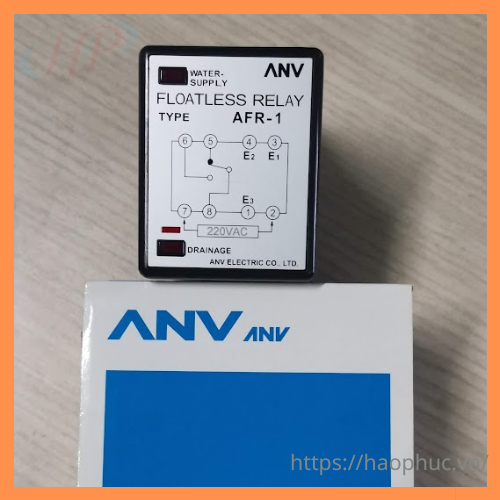 HP
WATER-
SUPPLY
ANV
FLOATLESS RELAY
TYPE AFR-1
6 5 4 3
E2 E1
E3
7 8 1 2
220VAC
DRAINAGE
ANV ELECTRIC CO., LTD.
ANV ANV
https://haophuc.vn/